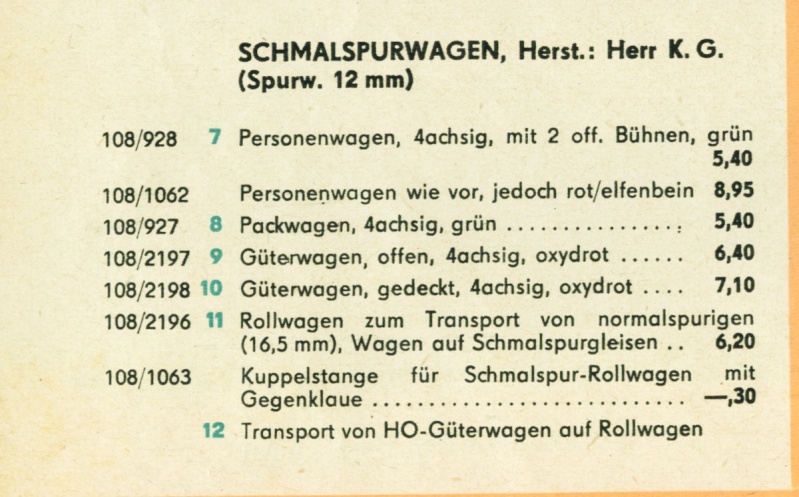 SCHMALSPURWAGEN, Herst.: Herr K. G.
(Spurw. 12 mm)
108/928 7 Personenwagen, 4achsig, mit 2 off. Bühnen, grün
5,40
108/1062 Personenwagen wie vor, jedoch rot/elfenbein 8,95
108/927 8 Packwagen, 4achsig, grün ................ 5,40
108/2197 9 Güterwagen, offen, 4achsig, oxydrot ...... 6,40
108/2198 10 Güterwagen, gedeckt, 4achsig, oxydrot .... 7,10
108/2196 11 Rollwagen zum Transport von normalspurigen
(16,5 mm), Wagen auf Schmalspurgleisen .. 6,20
108/1063 Kuppelstange für Schmalspur-Rollwagen mit
Gegenklaue ............................ —,30
12 Transport von HO-Güterwagen auf Rollwagen